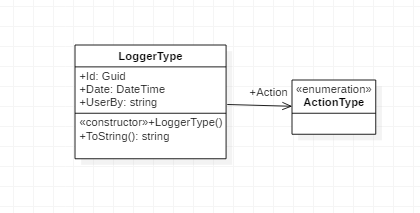 LoggerType
+Id: Guid
+Date: DateTime
+UserBy: string
«constructor»+LoggerType()
+ToString(): string
+Action
«enumeration»
ActionType